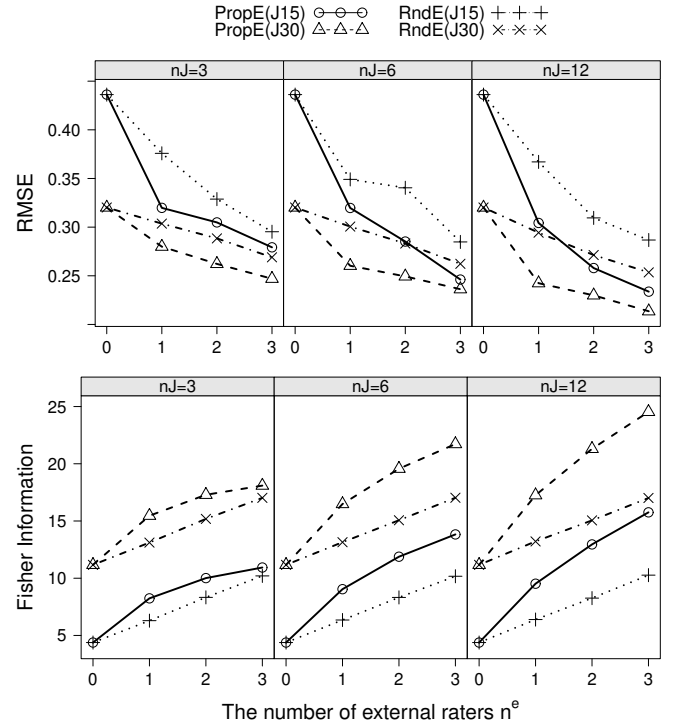 PropE(J15) RndE(J15)
PropE(J30) RndE(J30)
nJ=3 nJ=6 nJ=12
RMSE
0.40
0.35
0.30
0.25
0 1 2 3 0 1 2 3 0 1 2 3
nJ=3 nJ=6 nJ=12
Fisher Information
25
20
15
10
5
0 1 2 3 0 1 2 3 0 1 2 3
The number of external raters n^e